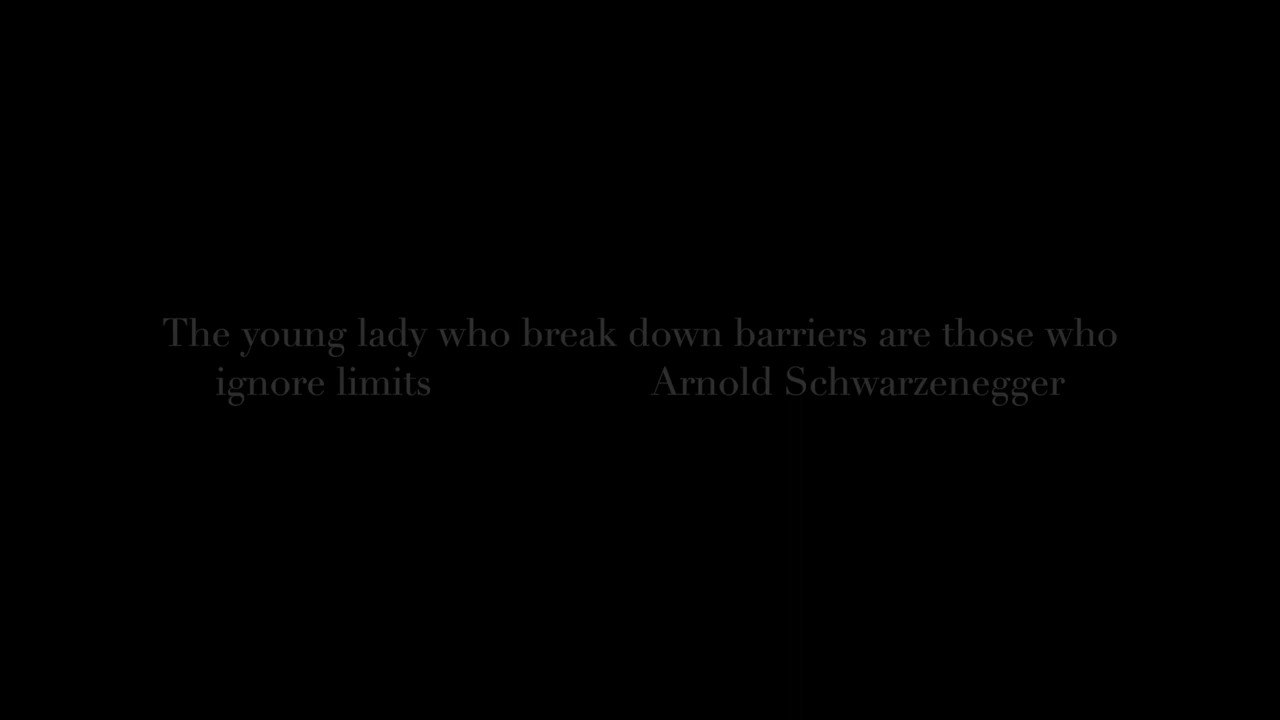 The young lady who break down barriers are those who
ignore limits Arnold Schwarzenegger